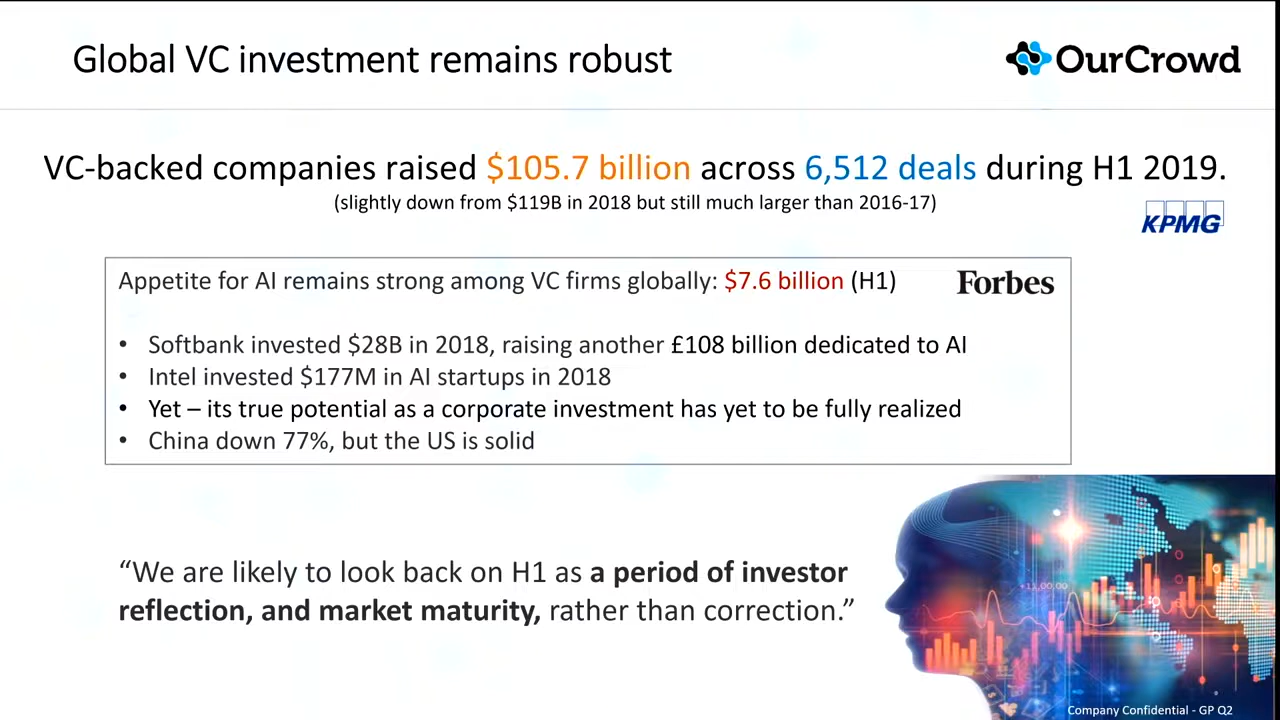 Global VC investment remains robust
OurCrowd
VC-backed companies raised $105.7 billion across 6,512 deals during H1 2019.
(slightly down from $119B in 2018 but still much larger than 2016-17)
KPMG
Appetite for AI remains strong among VC firms globally: $7.6 billion (H1)
Forbes
• Softbank invested $28B in 2018, raising another £108 billion dedicated to AI
• Intel invested $177M in AI startups in 2018
• Yet – its true potential as a corporate investment has yet to be fully realized
• China down 77%, but the US is solid
“We are likely to look back on H1 as a period of investor
reflection, and market maturity, rather than correction.”
+11,00.00
Company Confidential - GP Q2